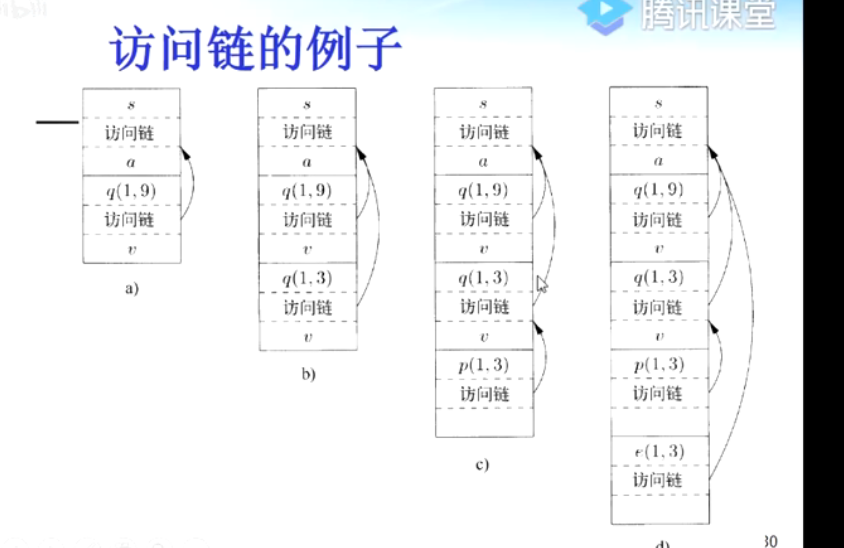 腾讯课堂
访问链的例子
s
访问链
a
q(1,9)
访问链
v
a)
s
访问链
a
q(1,9)
访问链
v
q(1,3)
访问链
v
b)
s
访问链
a
q(1,9)
访问链
v
q(1,3)
访问链
v
p(1,3)
访问链
c)
s
访问链
a
q(1,9)
访问链
v
q(1,3)
访问链
v
p(1,3)
访问链
e(1,3)
访问链
d)
30